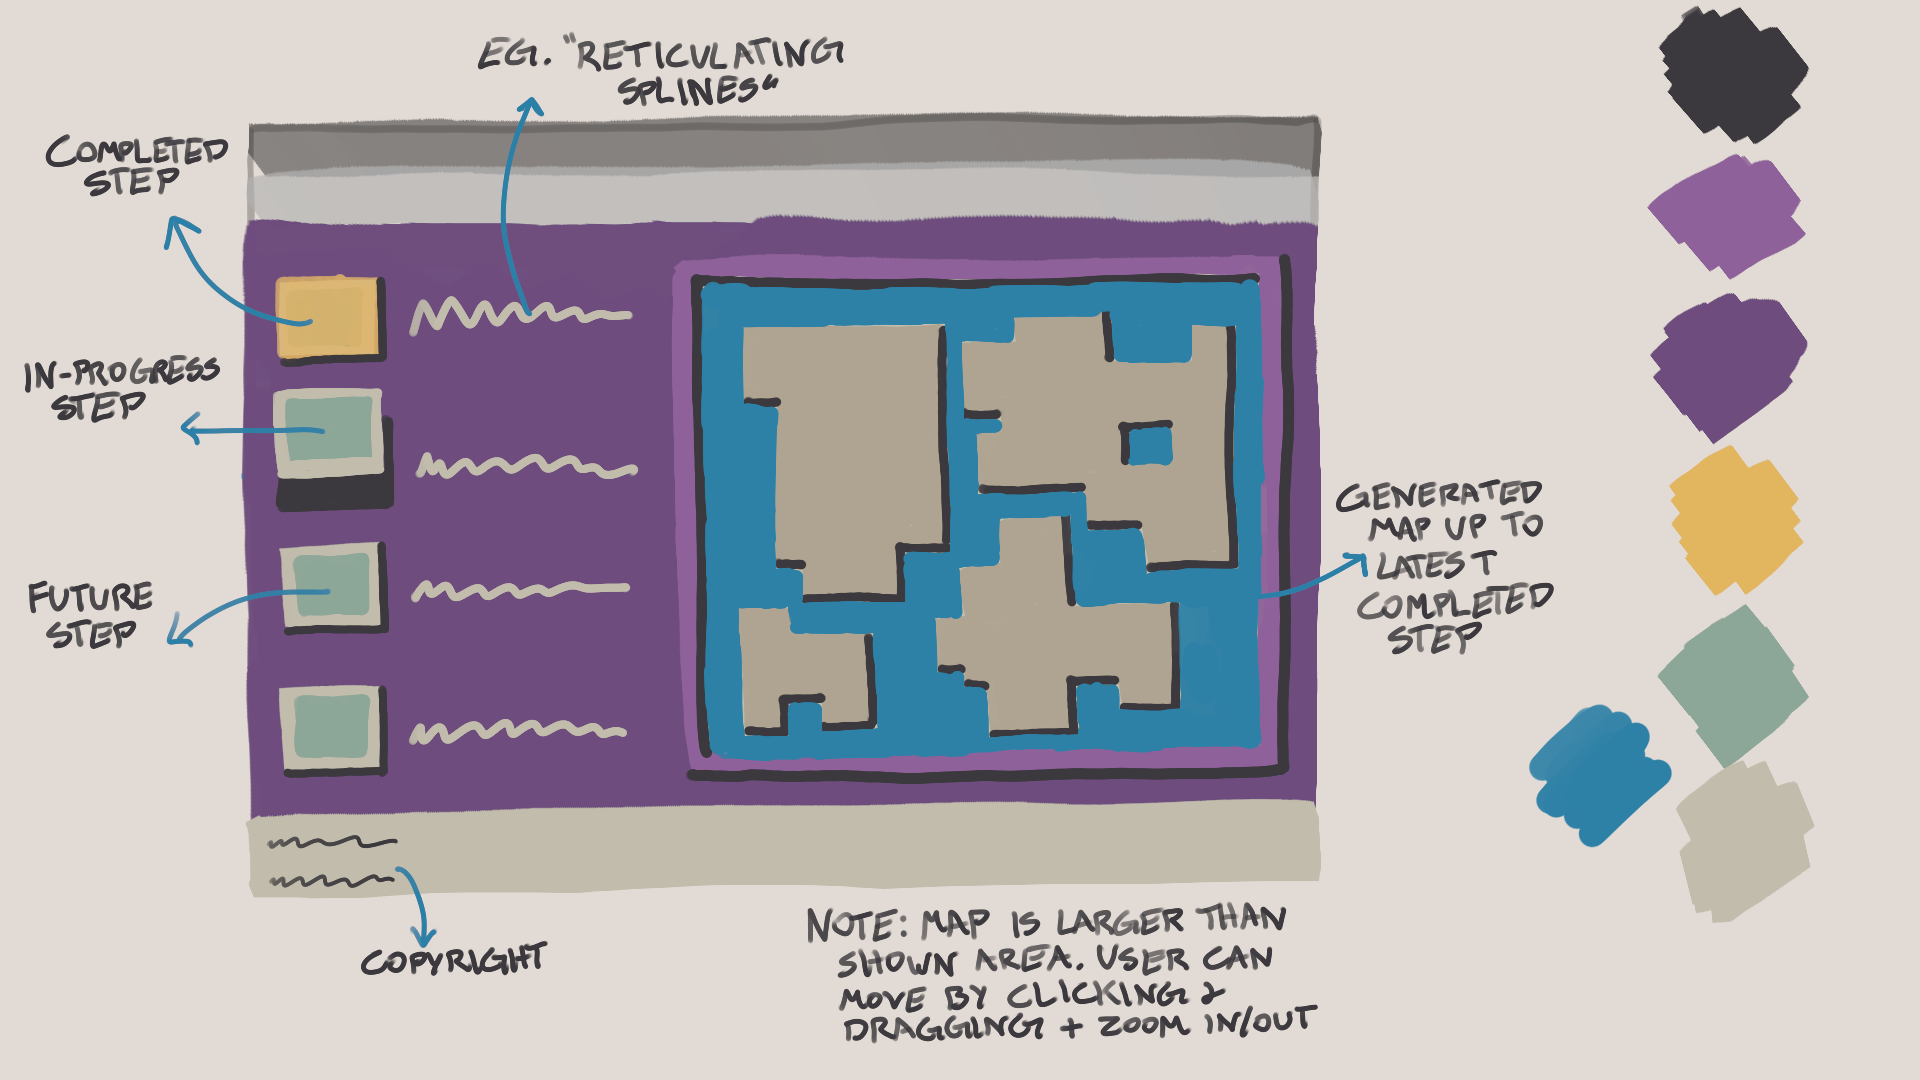 EG. "RETICULATING
SPLINES"
COMPLETED
STEP
IN-PROGRESS
STEP
FUTURE
STEP
GENERATED
MAP UP TO
LATEST
COMPLETED
STEP
COPYRIGHT
NOTE: MAP IS LARGER THAN
SHOWN AREA. USER CAN
MOVE BY CLICKING &
DRAGGING + ZOOM IN/OUT